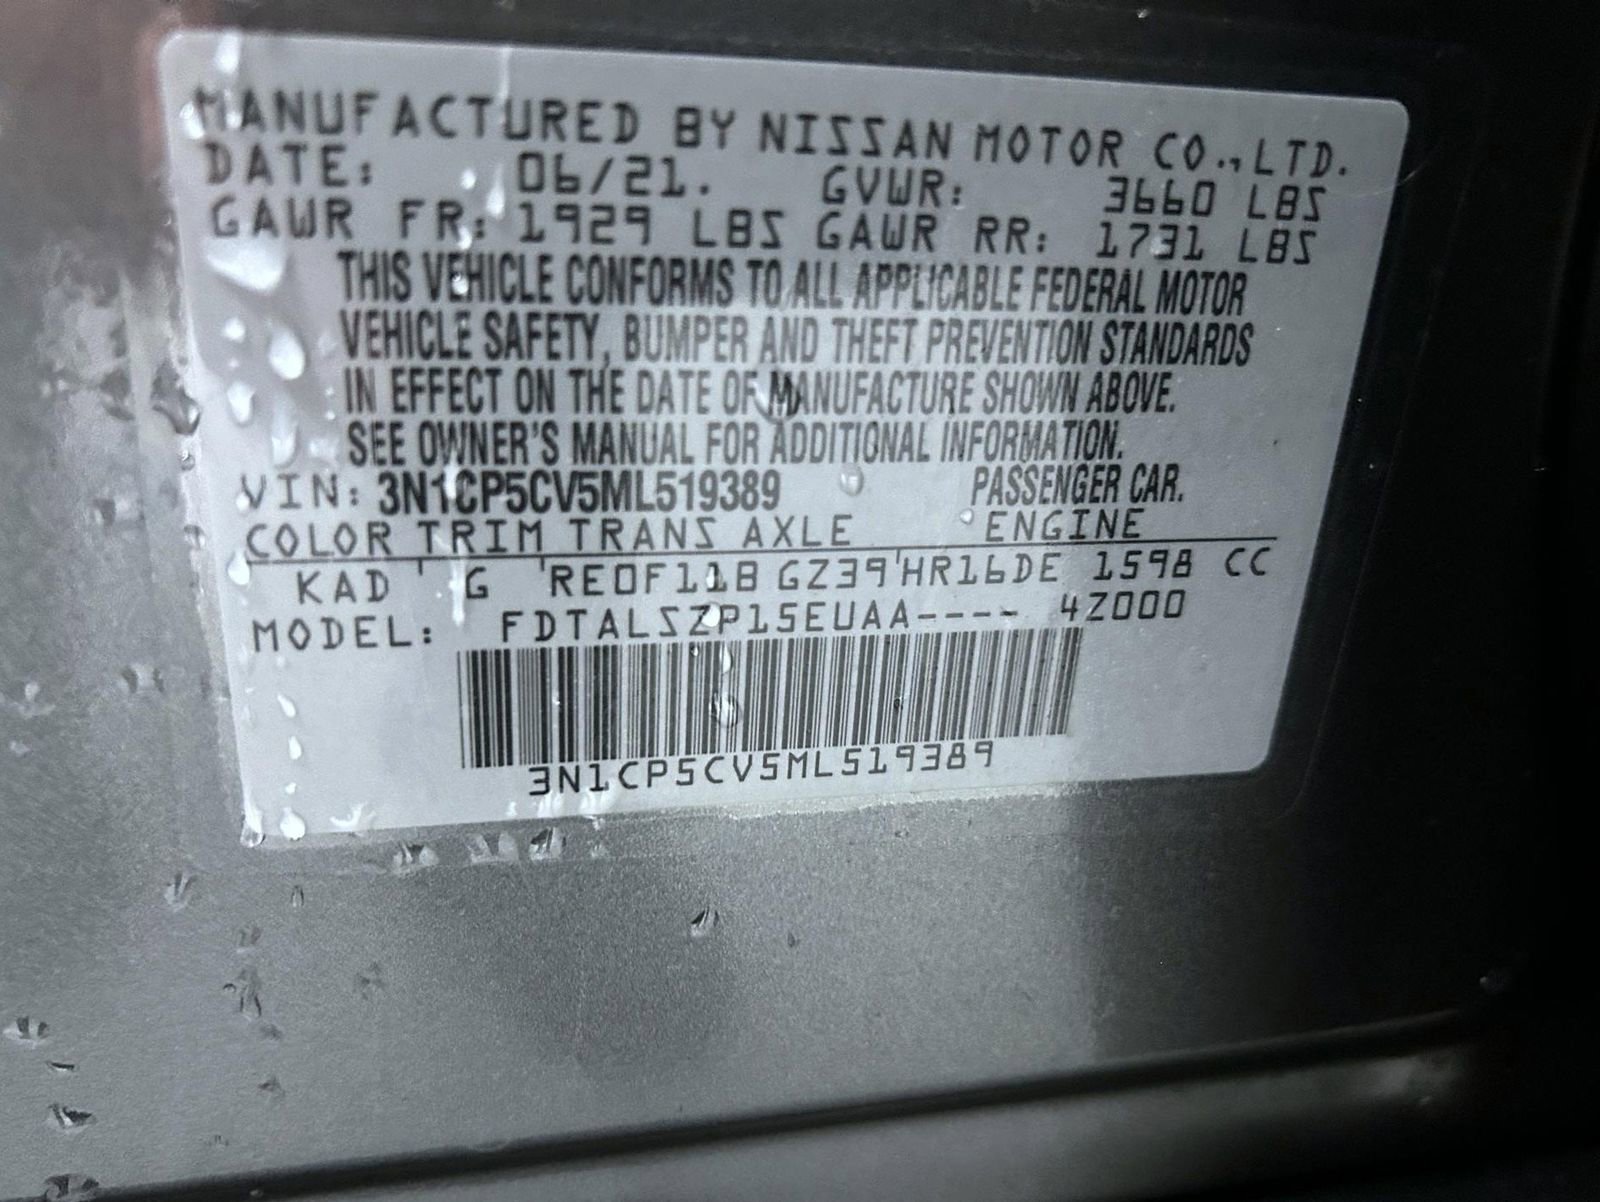 MANUFACTURED BY NISSAN MOTOR CO., LTD.
DATE: 06/21. GVWR: 3660 LBS
GAWR FR: 1929 LBS GAWR RR: 1731 LBS
THIS VEHICLE CONFORMS TO ALL APPLICABLE FEDERAL MOTOR
VEHICLE SAFETY, BUMPER AND THEFT PREVENTION STANDARDS
IN EFFECT ON THE DATE OF MANUFACTURE SHOWN ABOVE.
SEE OWNER'S MANUAL FOR ADDITIONAL INFORMATION.
VIN: 3N1CP5CV5ML519389 PASSENGER CAR.
COLOR TRIM TRANS AXLE ENGINE
KAD ' G 'RE0F11B GZ39'HR16DE 1598 CC
MODEL: FDTALSZP15EUAA---- 4Z000
3N1CP5CV5ML519389